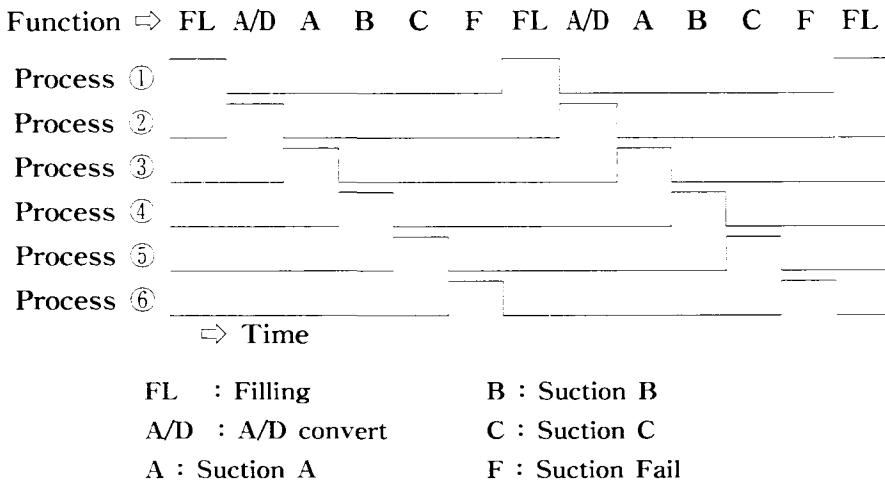 Function ⇨ FL A/D A B C F FL A/D A B C F FL
Process ①
Process ②
Process ③
Process ④
Process ⑤
Process ⑥
⇨ Time
FL : Filling B : Suction B
A/D : A/D convert C : Suction C
A : Suction A F : Suction Fail